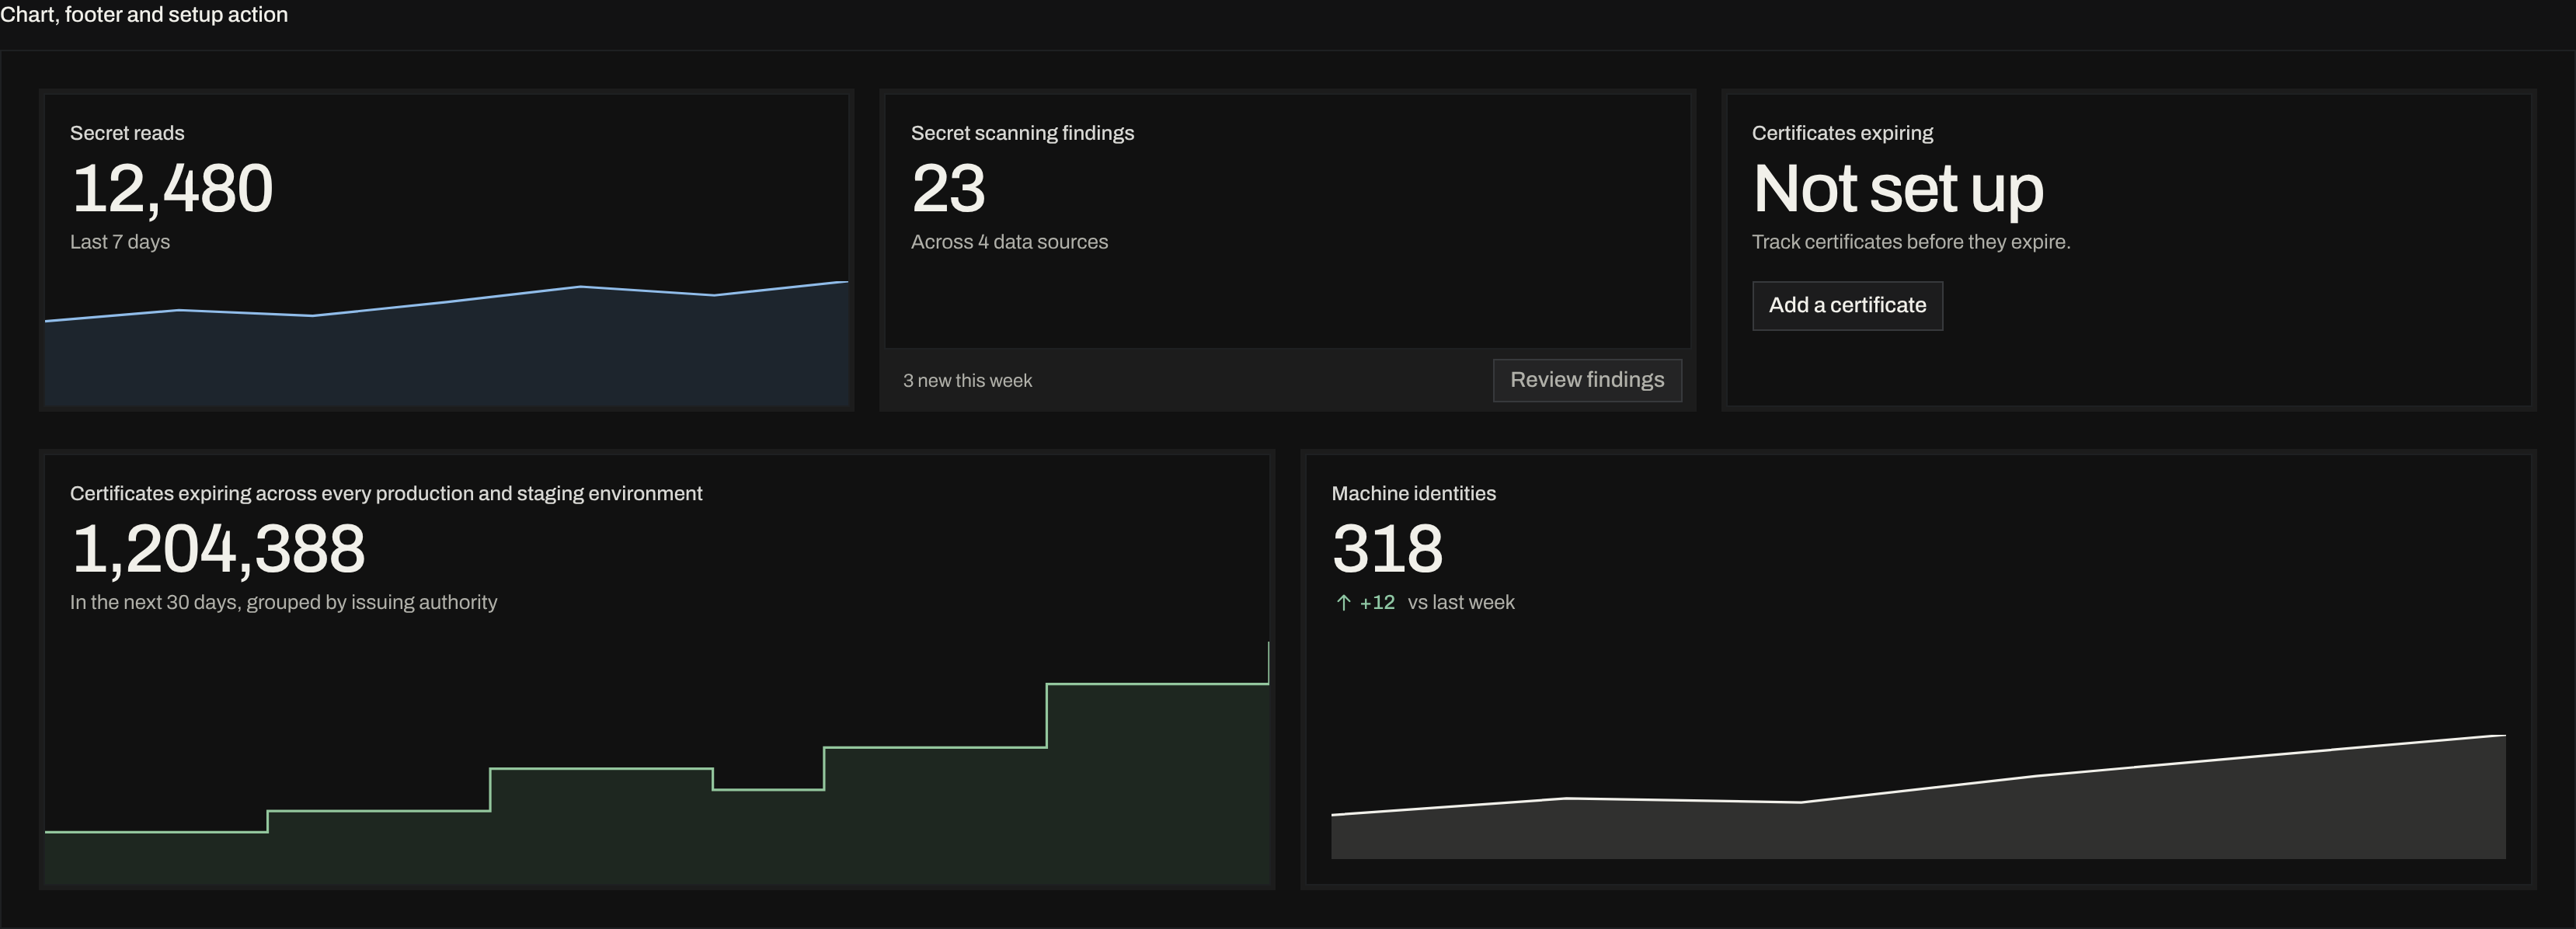 Chart, footer and setup action
Secret reads
12,480
Last 7 days
Secret scanning findings
23
Across 4 data sources
3 new this week
Review findings
Certificates expiring
Not set up
Track certificates before they expire.
Add a certificate
Certificates expiring across every production and staging environment
1,204,388
In the next 30 days, grouped by issuing authority
Machine identities
318
↑ +12 vs last week